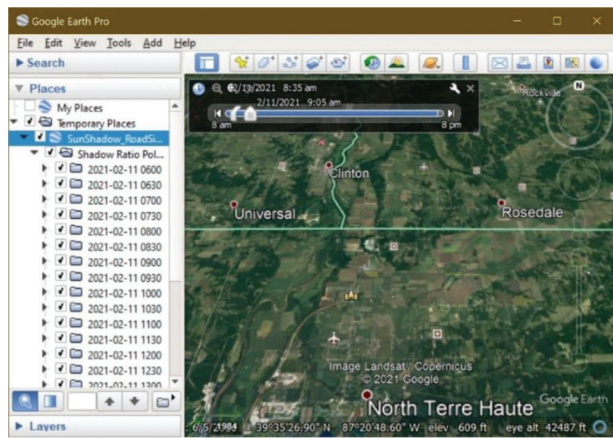 Google Earth Pro
File Edit View Tools Add Help
Search
Places
My Places
Temporary Places
SunShadow_RoadSi...
Shadow Ratio Pol...
2021-02-11 0600
2021-02-11 0630
2021-02-11 0700
2021-02-11 0730
2021-02-11 0800
2021-02-11 0830
2021-02-11 0900
2021-02-11 0930
2021-02-11 1000
2021-02-11 1030
2021-02-11 1100
2021-02-11 1130
2021-02-11 1200
2021-02-11 1230
2021-02-11 1300
Layers
2/11/2021 8:35 am
2/11/2021 9:05 am
8 am 8 pm
N
Rockville
Clinton
Universal
Rosedale
Image Landsat / Copernicus
© 2021 Google
North Terre Haute
Google Earth
1984 39°35'26.90" N 87°20'48.60" W elev 609 ft eye alt 42487 ft